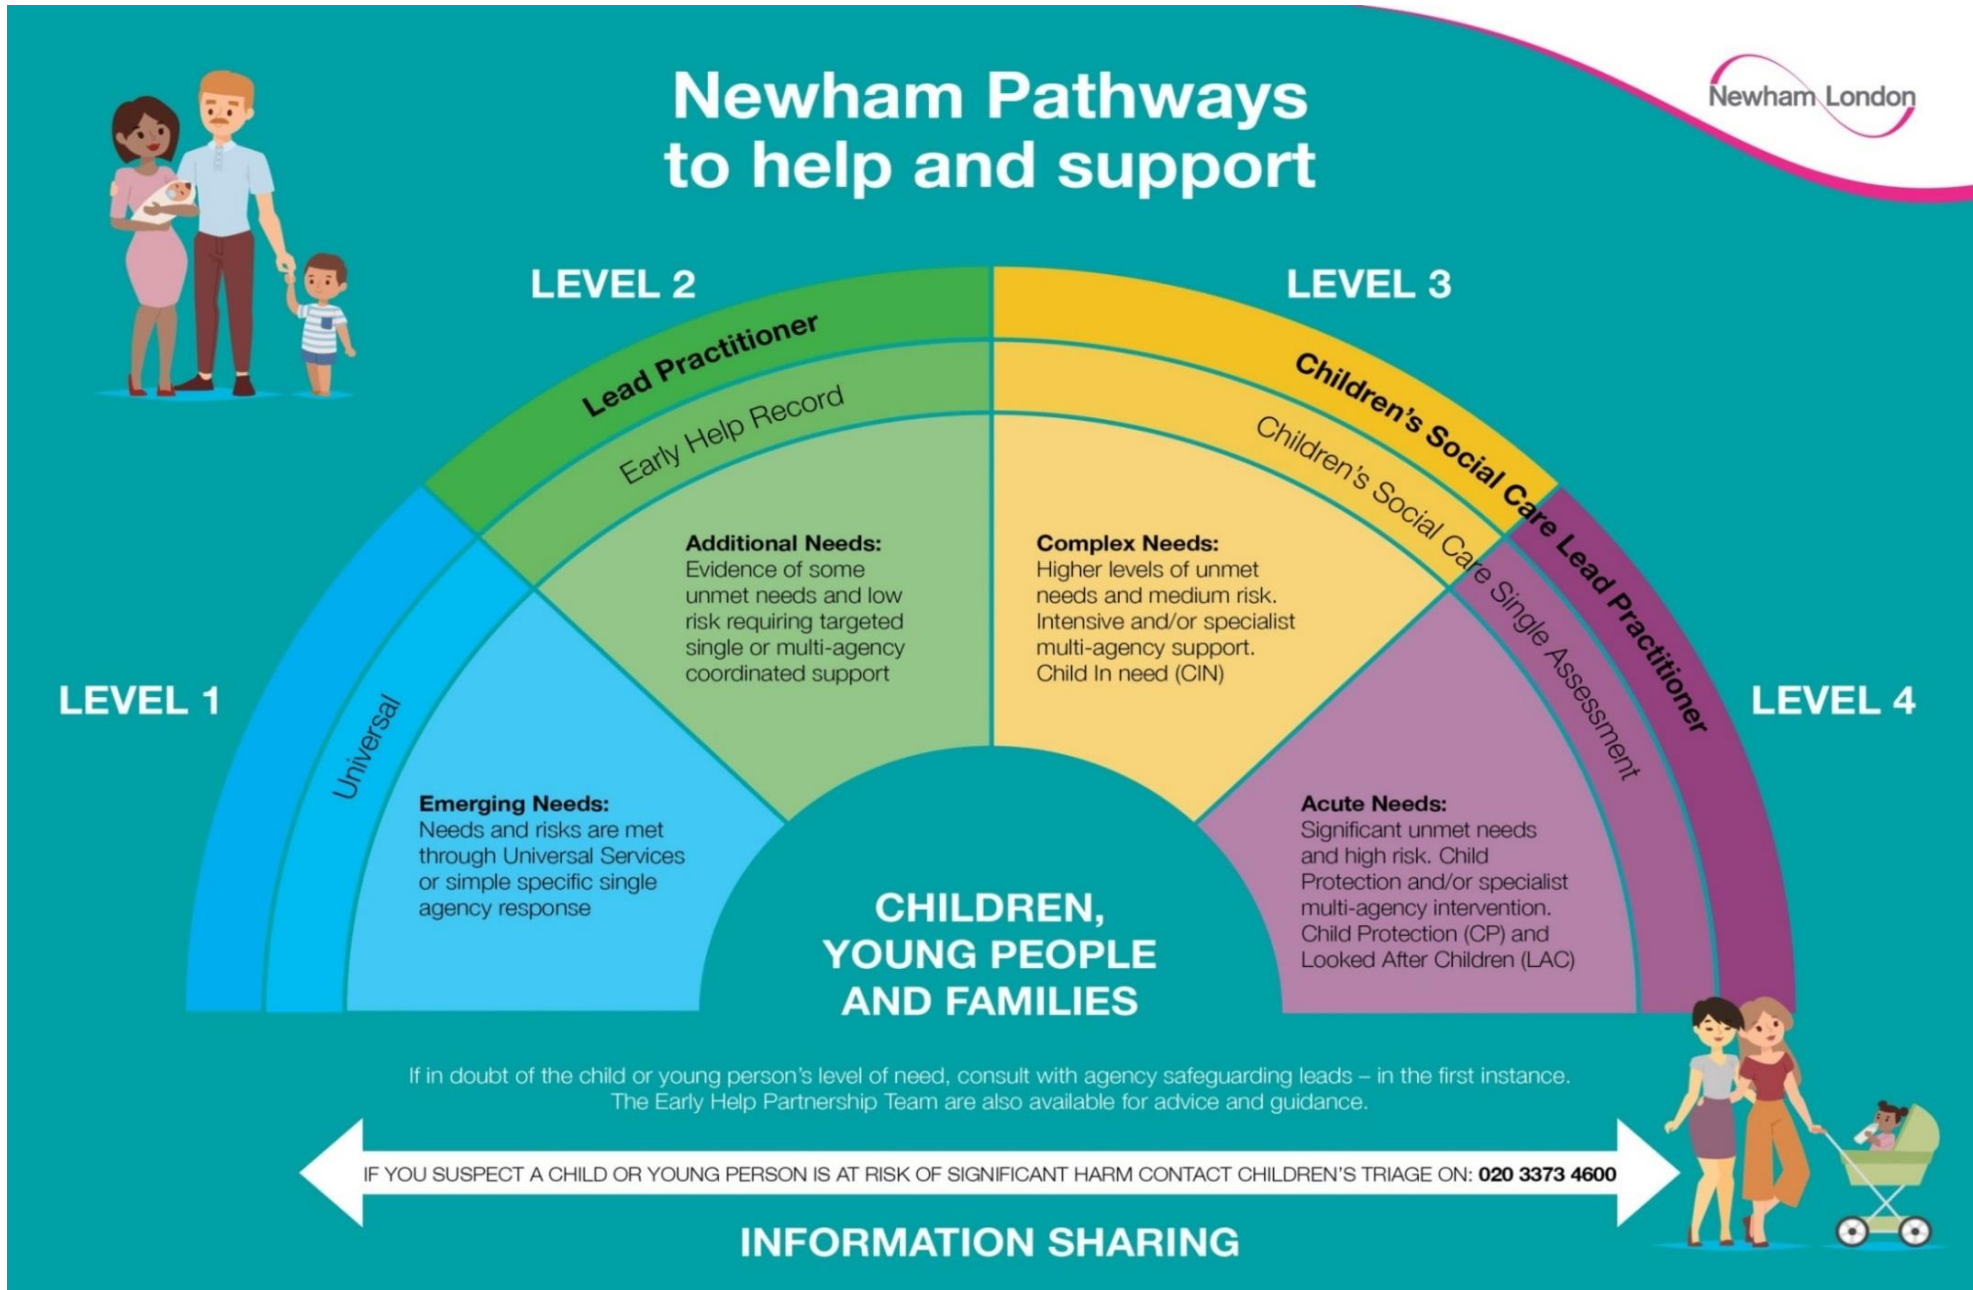 Newham Pathways
to help and support
Newham London
LEVEL 1
Universal
Emerging Needs:
Needs and risks are met
through Universal Services
or simple specific single
agency response
LEVEL 2
Lead Practitioner
Early Help Record
Additional Needs:
Evidence of some
unmet needs and low
risk requiring targeted
single or multi-agency
coordinated support
LEVEL 3
Children's Social Care Lead Practitioner
Children's Social Care Single Assessment
Complex Needs:
Higher levels of unmet
needs and medium risk.
Intensive and/or specialist
multi-agency support.
Child In need (CIN)
LEVEL 4
Acute Needs:
Significant unmet needs
and high risk. Child
Protection and/or specialist
multi-agency intervention.
Child Protection (CP) and
Looked After Children (LAC)
CHILDREN,
YOUNG PEOPLE
AND FAMILIES
If in doubt of the child or young person's level of need, consult with agency safeguarding leads – in the first instance.
The Early Help Partnership Team are also available for advice and guidance.
IF YOU SUSPECT A CHILD OR YOUNG PERSON IS AT RISK OF SIGNIFICANT HARM CONTACT CHILDREN'S TRIAGE ON: 020 3373 4600
INFORMATION SHARING